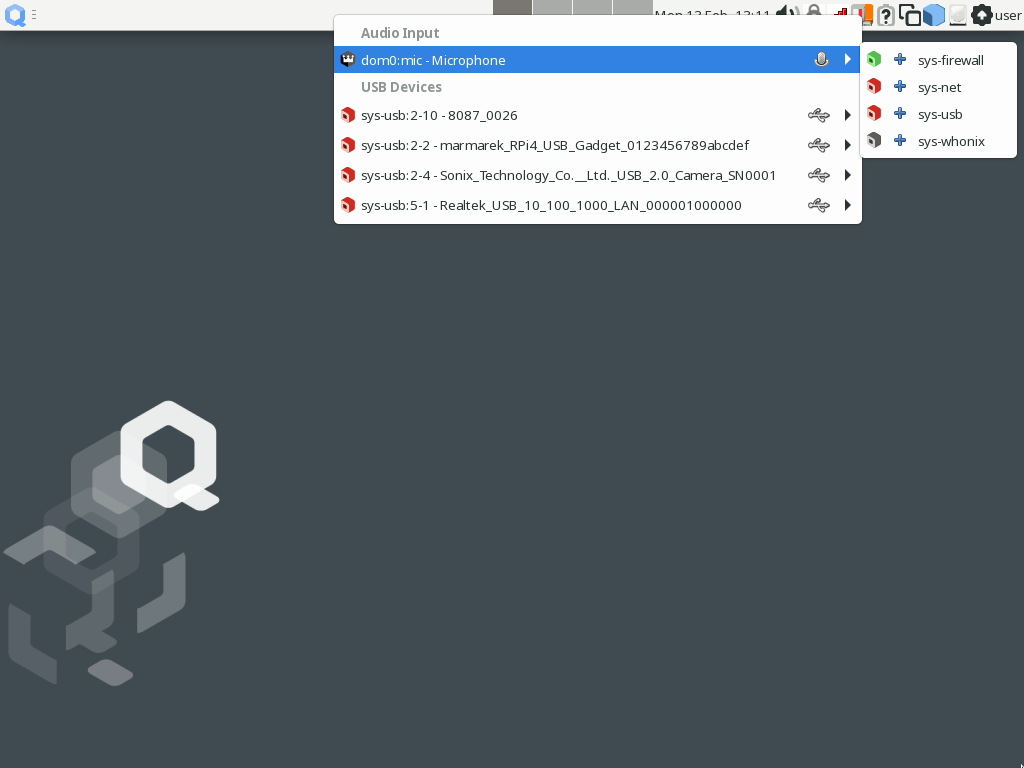 Mon 13 Feb, 13:11
user
Audio Input
dom0:mic - Microphone
USB Devices
sys-usb:2-10 - 8087_0026
sys-usb:2-2 - marmarek_RPi4_USB_Gadget_0123456789abcdef
sys-usb:2-4 - Sonix_Technology_Co.__Ltd._USB_2.0_Camera_SN0001
sys-usb:5-1 - Realtek_USB_10_100_1000_LAN_000001000000
sys-firewall
sys-net
sys-usb
sys-whonix